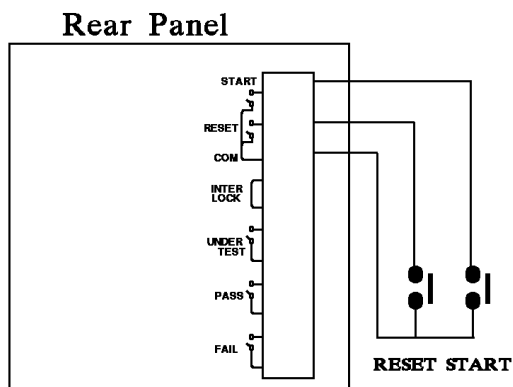 Rear Panel
START
RESET
COM
INTER
LOCK
UNDER
TEST
PASS
FAIL
RESET START